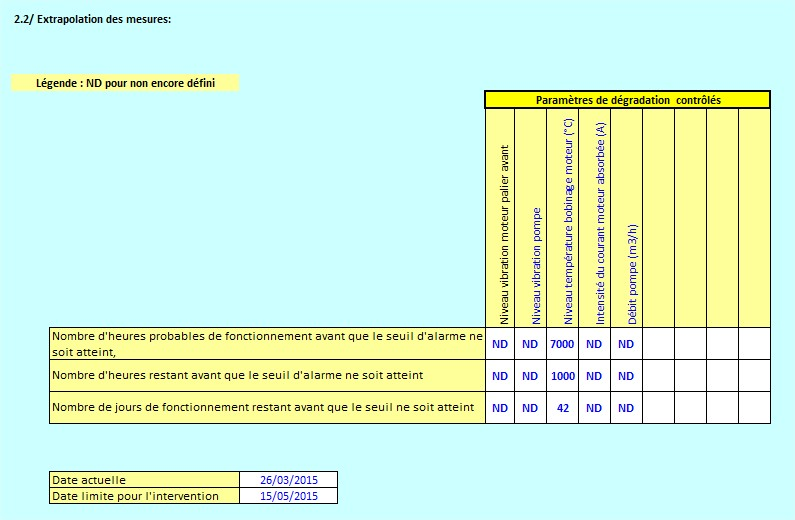 2.2/ Extrapolation des mesures:
Légende : ND pour non encore défini
Paramètres de dégradation contrôlés
Niveau vibration moteur palier avant
Niveau vibration pompe
Niveau température bobinage moteur (°C)
Intensité du courant moteur absorbée (A)
Débit pompe (m3/h)
Nombre d'heures probables de fonctionnement avant que le seuil d'alarme ne
soit atteint,
ND ND 7000 ND ND
Nombre d'heures restant avant que le seuil d'alarme ne soit atteint ND ND 1000 ND ND
Nombre de jours de fonctionnement restant avant que le seuil ne soit atteint ND ND 42 ND ND
Date actuelle 26/03/2015
Date limite pour l'intervention 15/05/2015